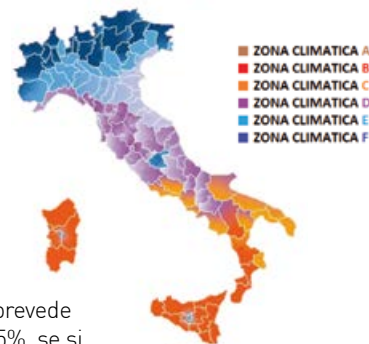 ZONA CLIMATICA A
ZONA CLIMATICA B
ZONA CLIMATICA C
ZONA CLIMATICA D
ZONA CLIMATICA E
ZONA CLIMATICA F
prevede
5%, se si